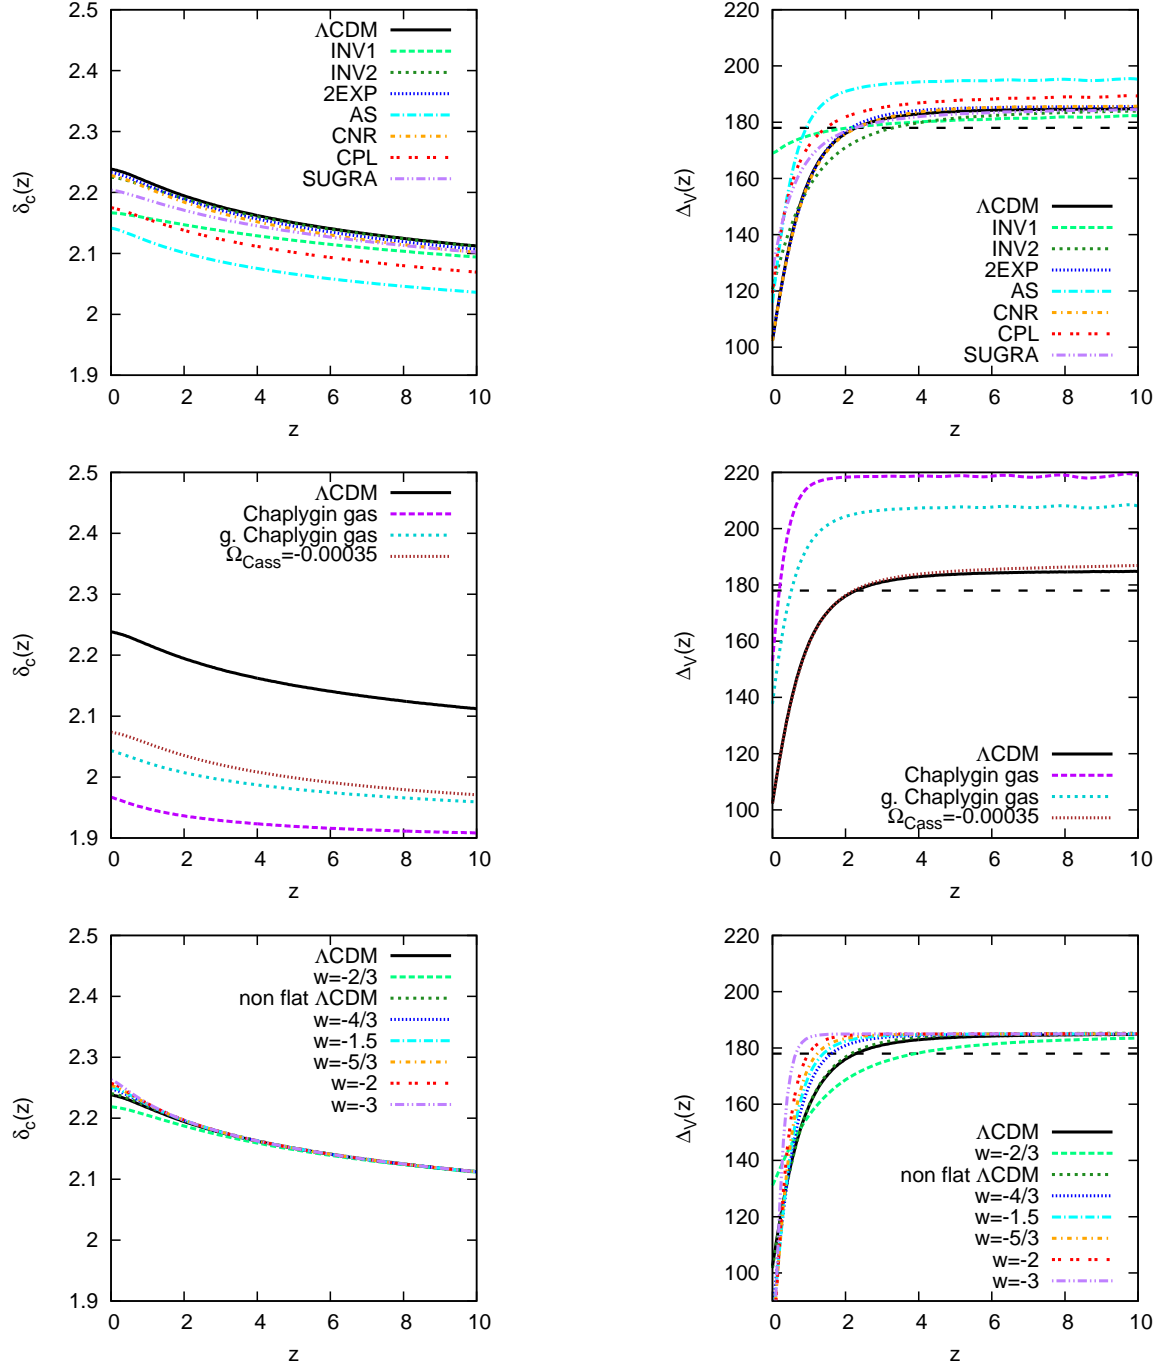 2.5
2.4
2.3
2.2
2.1
2
1.9
0 2 4 6 8 10
z
δc(z)
ΛCDM
INV1
INV2
2EXP
AS
CNR
CPL
SUGRA
220
200
180
160
140
120
100
0 2 4 6 8 10
z
ΔV(z)
ΛCDM
INV1
INV2
2EXP
AS
CNR
CPL
SUGRA
2.5
2.4
2.3
2.2
2.1
2
1.9
0 2 4 6 8 10
z
δc(z)
ΛCDM
Chaplygin gas
g. Chaplygin gas
ΩCass=-0.00035
220
200
180
160
140
120
100
0 2 4 6 8 10
z
ΔV(z)
ΛCDM
Chaplygin gas
g. Chaplygin gas
ΩCass=-0.00035
2.5
2.4
2.3
2.2
2.1
2
1.9
0 2 4 6 8 10
z
δc(z)
ΛCDM
w=-2/3
non flat ΛCDM
w=-4/3
w=-1.5
w=-5/3
w=-2
w=-3
220
200
180
160
140
120
100
0 2 4 6 8 10
z
ΔV(z)
ΛCDM
w=-2/3
non flat ΛCDM
w=-4/3
w=-1.5
w=-5/3
w=-2
w=-3